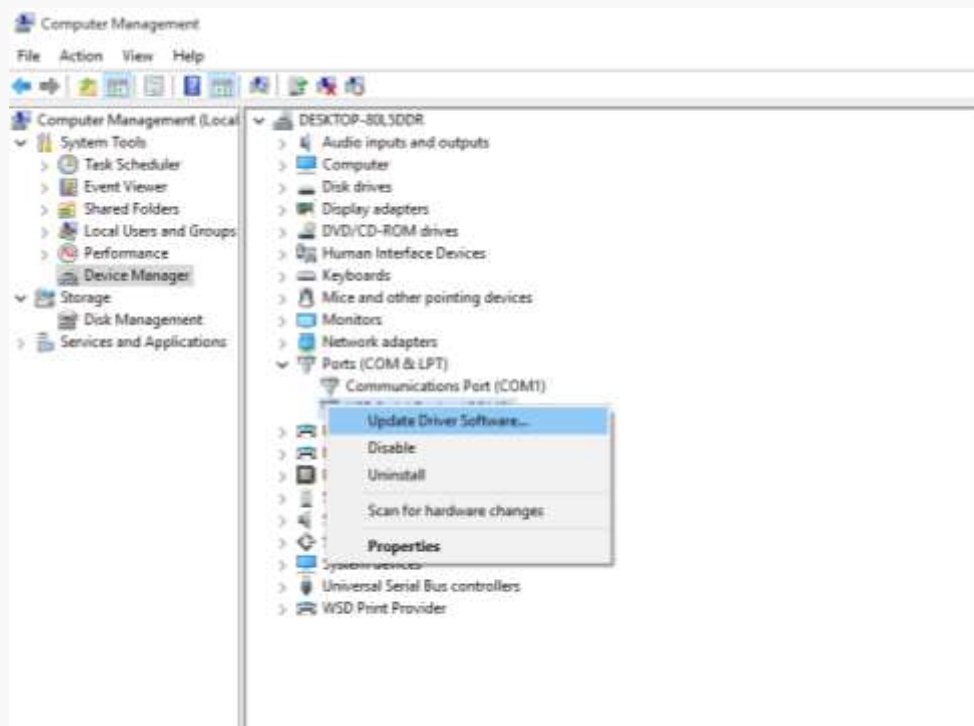 Computer Management
File Action View Help
Computer Management (Local
System Tools
Task Scheduler
Event Viewer
Shared Folders
Local Users and Groups
Performance
Device Manager
Storage
Disk Management
Services and Applications
DESKTOP-80L5DDR
Audio inputs and outputs
Computer
Disk drives
Display adapters
DVD/CD-ROM drives
Human Interface Devices
Keyboards
Mice and other pointing devices
Monitors
Network adapters
Ports (COM & LPT)
Communications Port (COM1)
Update Driver Software...
Disable
Uninstall
Scan for hardware changes
Properties
System devices
Universal Serial Bus controllers
WSD Print Provider